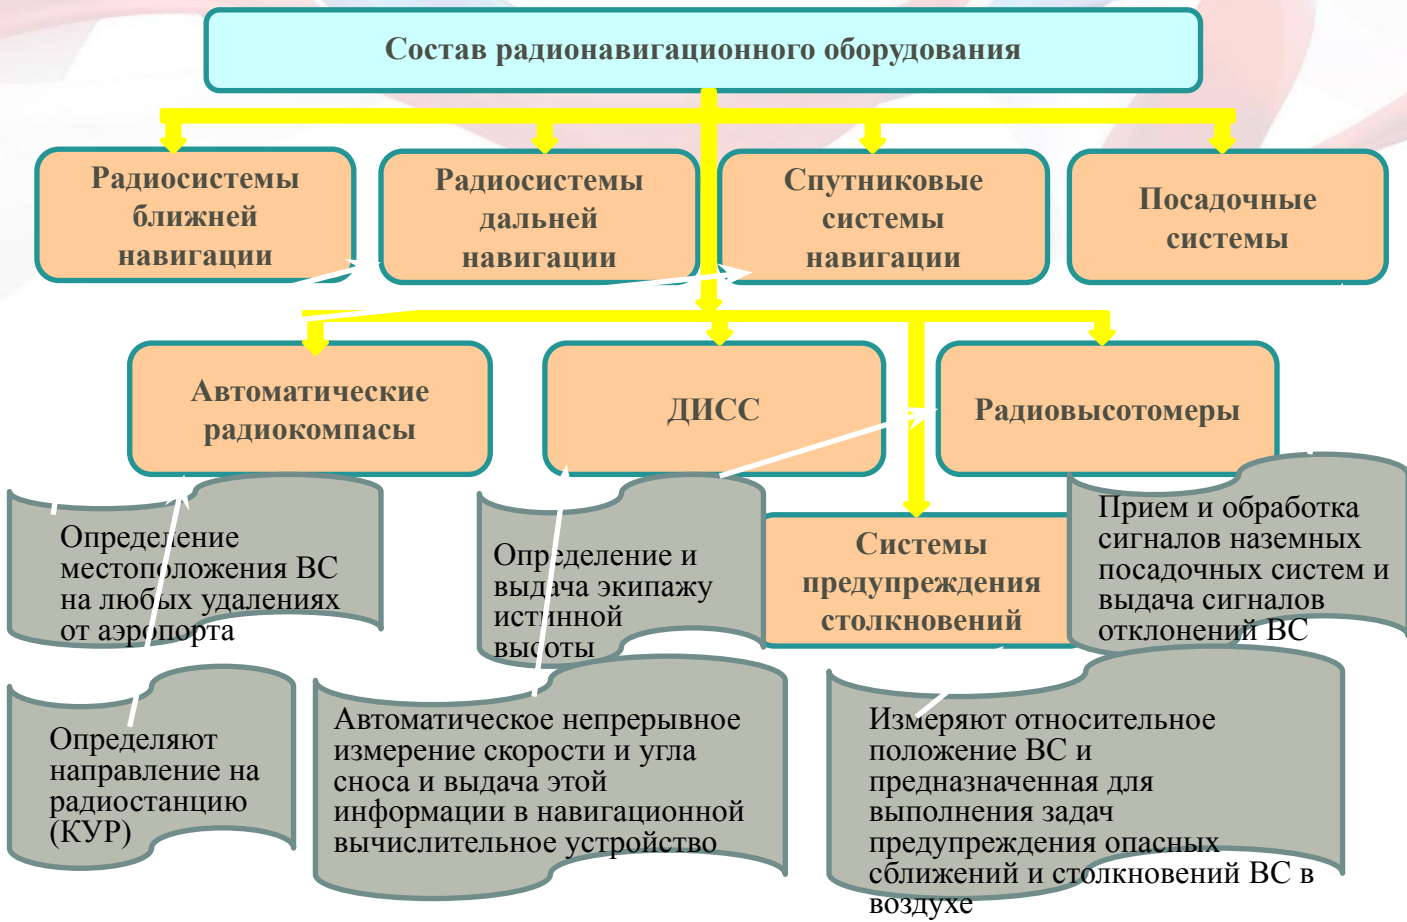 Состав радионавигационного оборудования
Радиосистемы
ближней
навигации
Радиосистемы
дальней
навигации
Спутниковые
системы
навигации
Посадочные
системы
Автоматические
радиокомпасы
ДИСС
Радиовысотомеры
Определение
местоположения ВС
на любых удалениях
от аэропорта
Определение и
выдача экипажу
истинной
высоты
Системы
предупреждения
столкновений
Прием и обработка
сигналов наземных
посадочных систем и
выдача сигналов
отклонений ВС
Определяют
направление на
радиостанцию
(КУР)
Автоматическое непрерывное
измерение скорости и угла
сноса и выдача этой
информации в навигационной
вычислительное устройство
Измеряют относительное
положение ВС и
предназначенная для
выполнения задач
предупреждения опасных
сближений и столкновений ВС в
воздухе